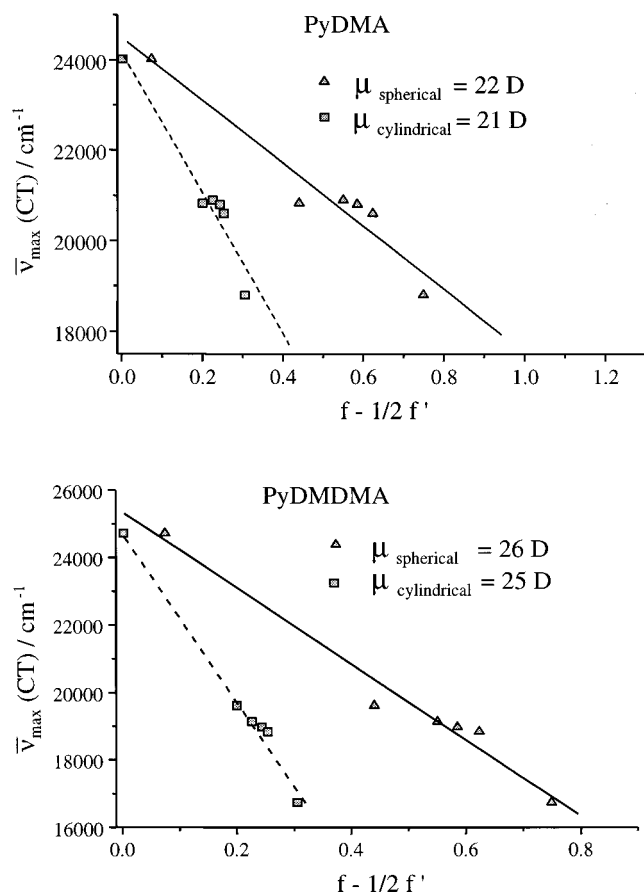 PyDMA
24000
22000
20000
18000
μ spherical = 22 D
μ cylindrical = 21 D
ν̅max (CT) / cm-1
0.0 0.2 0.4 0.6 0.8 1.0 1.2
f - 1/2 f '
PyDMDMA
26000
24000
22000
20000
18000
16000
μ spherical = 26 D
μ cylindrical = 25 D
ν̅max (CT) / cm-1
0.0 0.2 0.4 0.6 0.8
f - 1/2 f '